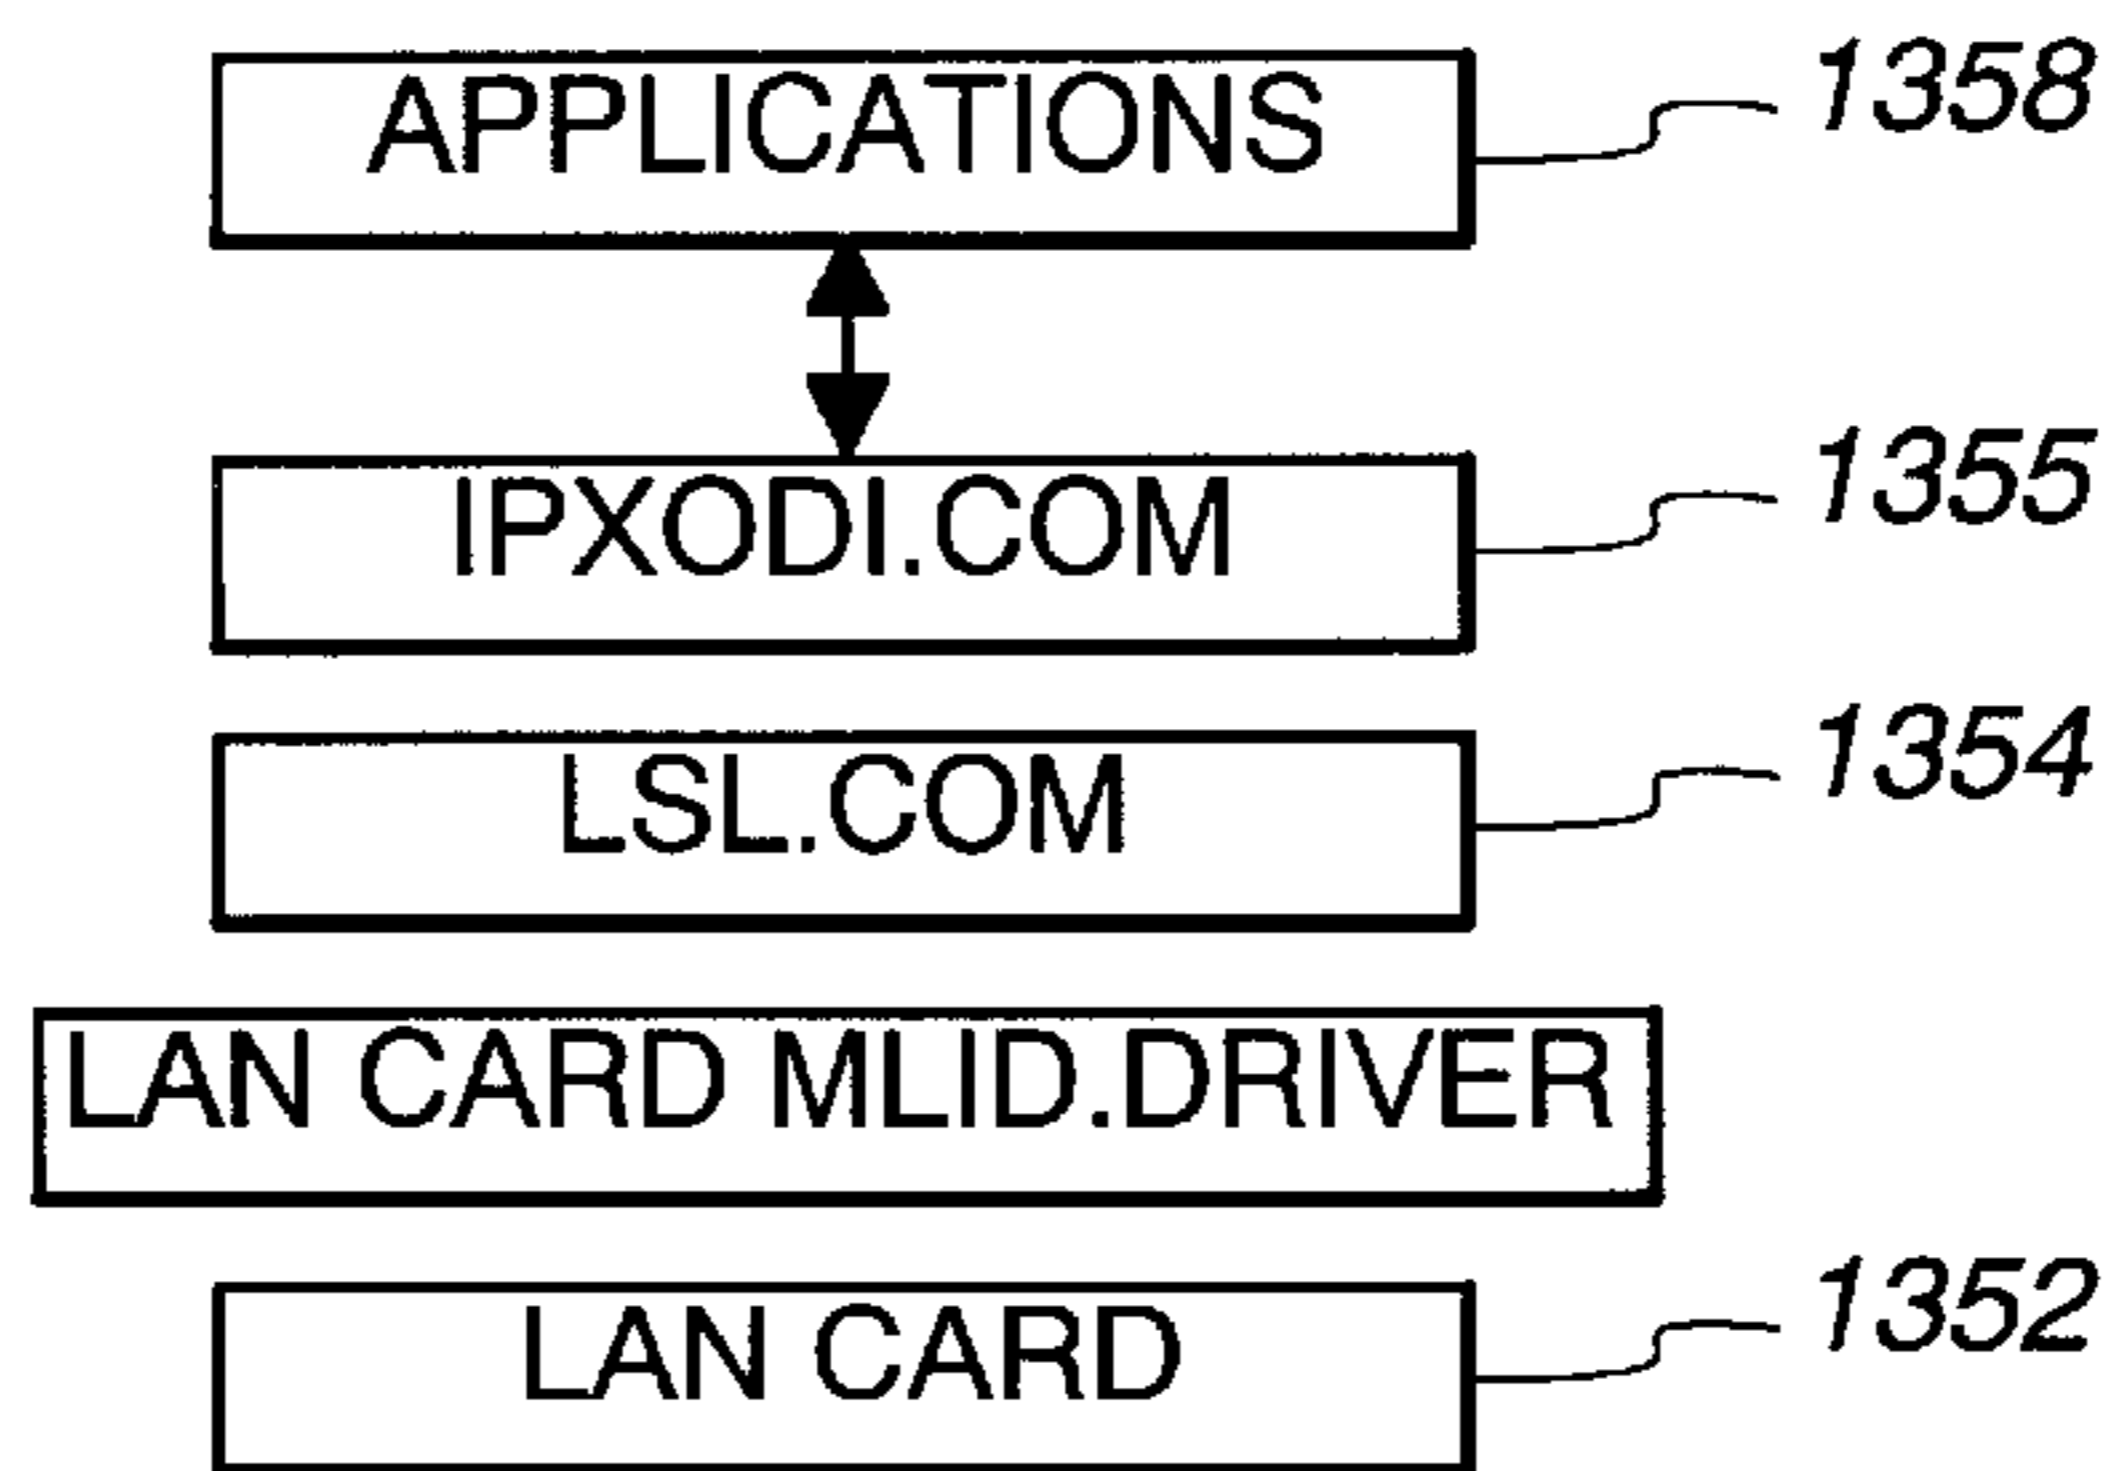 APPLICATIONS 1358
IPXODI.COM 1355
LSL.COM 1354
LAN CARD MLID.DRIVER
LAN CARD 1352